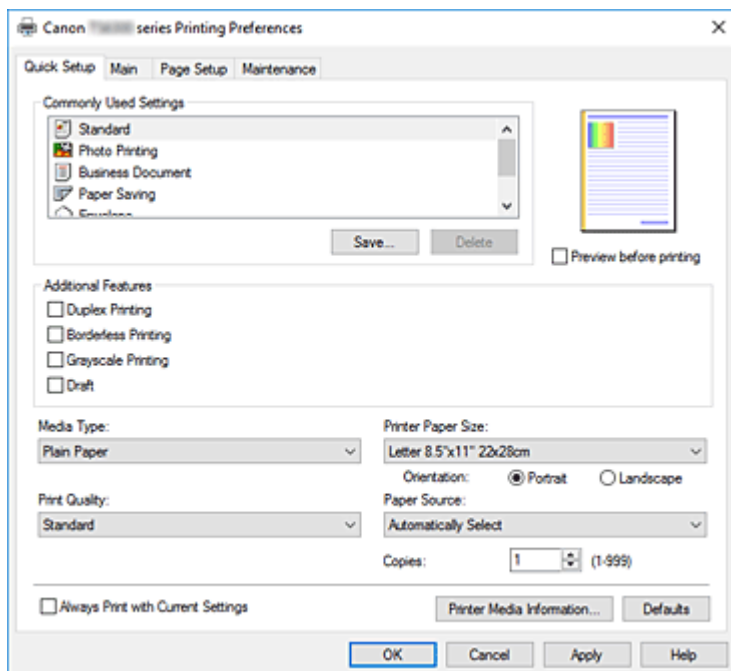 Canon series Printing Preferences
Quick Setup Main Page Setup Maintenance
Commonly Used Settings
Standard
Photo Printing
Business Document
Paper Saving
Envelope
Save... Delete
Preview before printing
Additional Features
Duplex Printing
Borderless Printing
Grayscale Printing
Draft
Media Type: Printer Paper Size:
Plain Paper Letter 8.5"x11" 22x28cm
Orientation: Portrait Landscape
Print Quality: Paper Source:
Standard Automatically Select
Copies: 1 (1-999)
Always Print with Current Settings Printer Media Information... Defaults
OK Cancel Apply Help